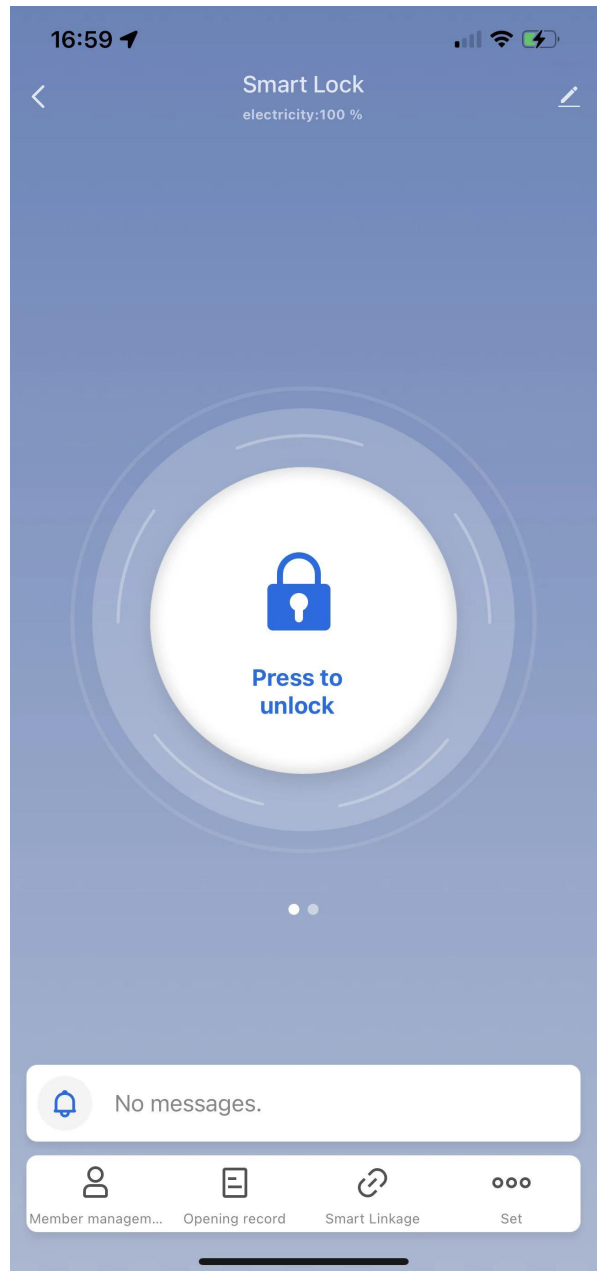 16:59
Smart Lock
electricity:100 %
Press to
unlock
No messages.
Member managem... Opening record Smart Linkage Set